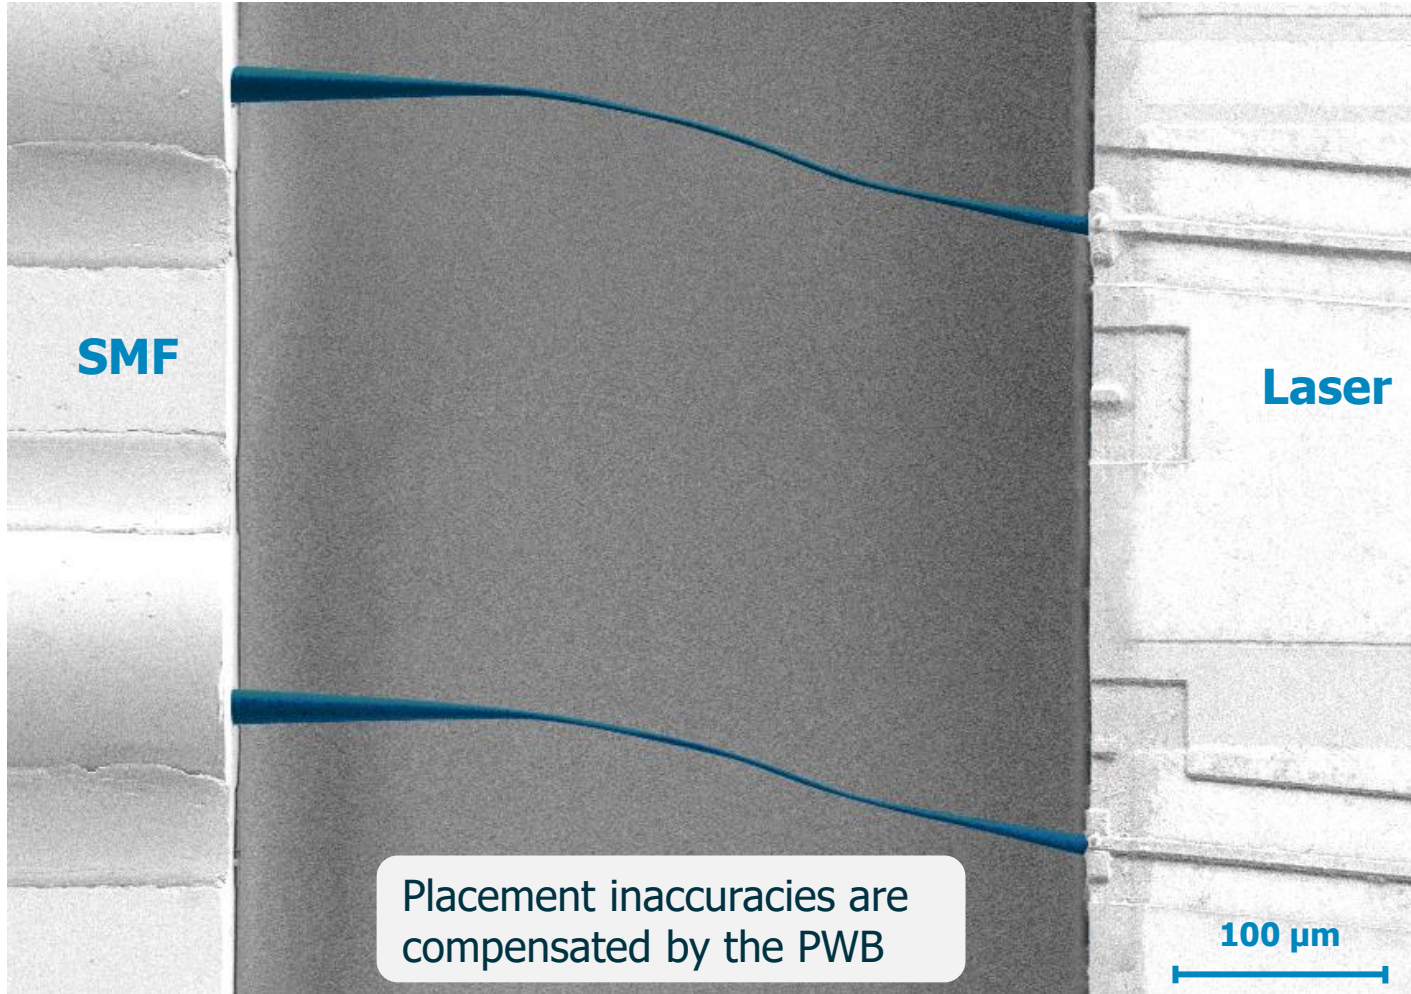 SMF
Laser
Placement inaccuracies are
compensated by the PWB
100 µm